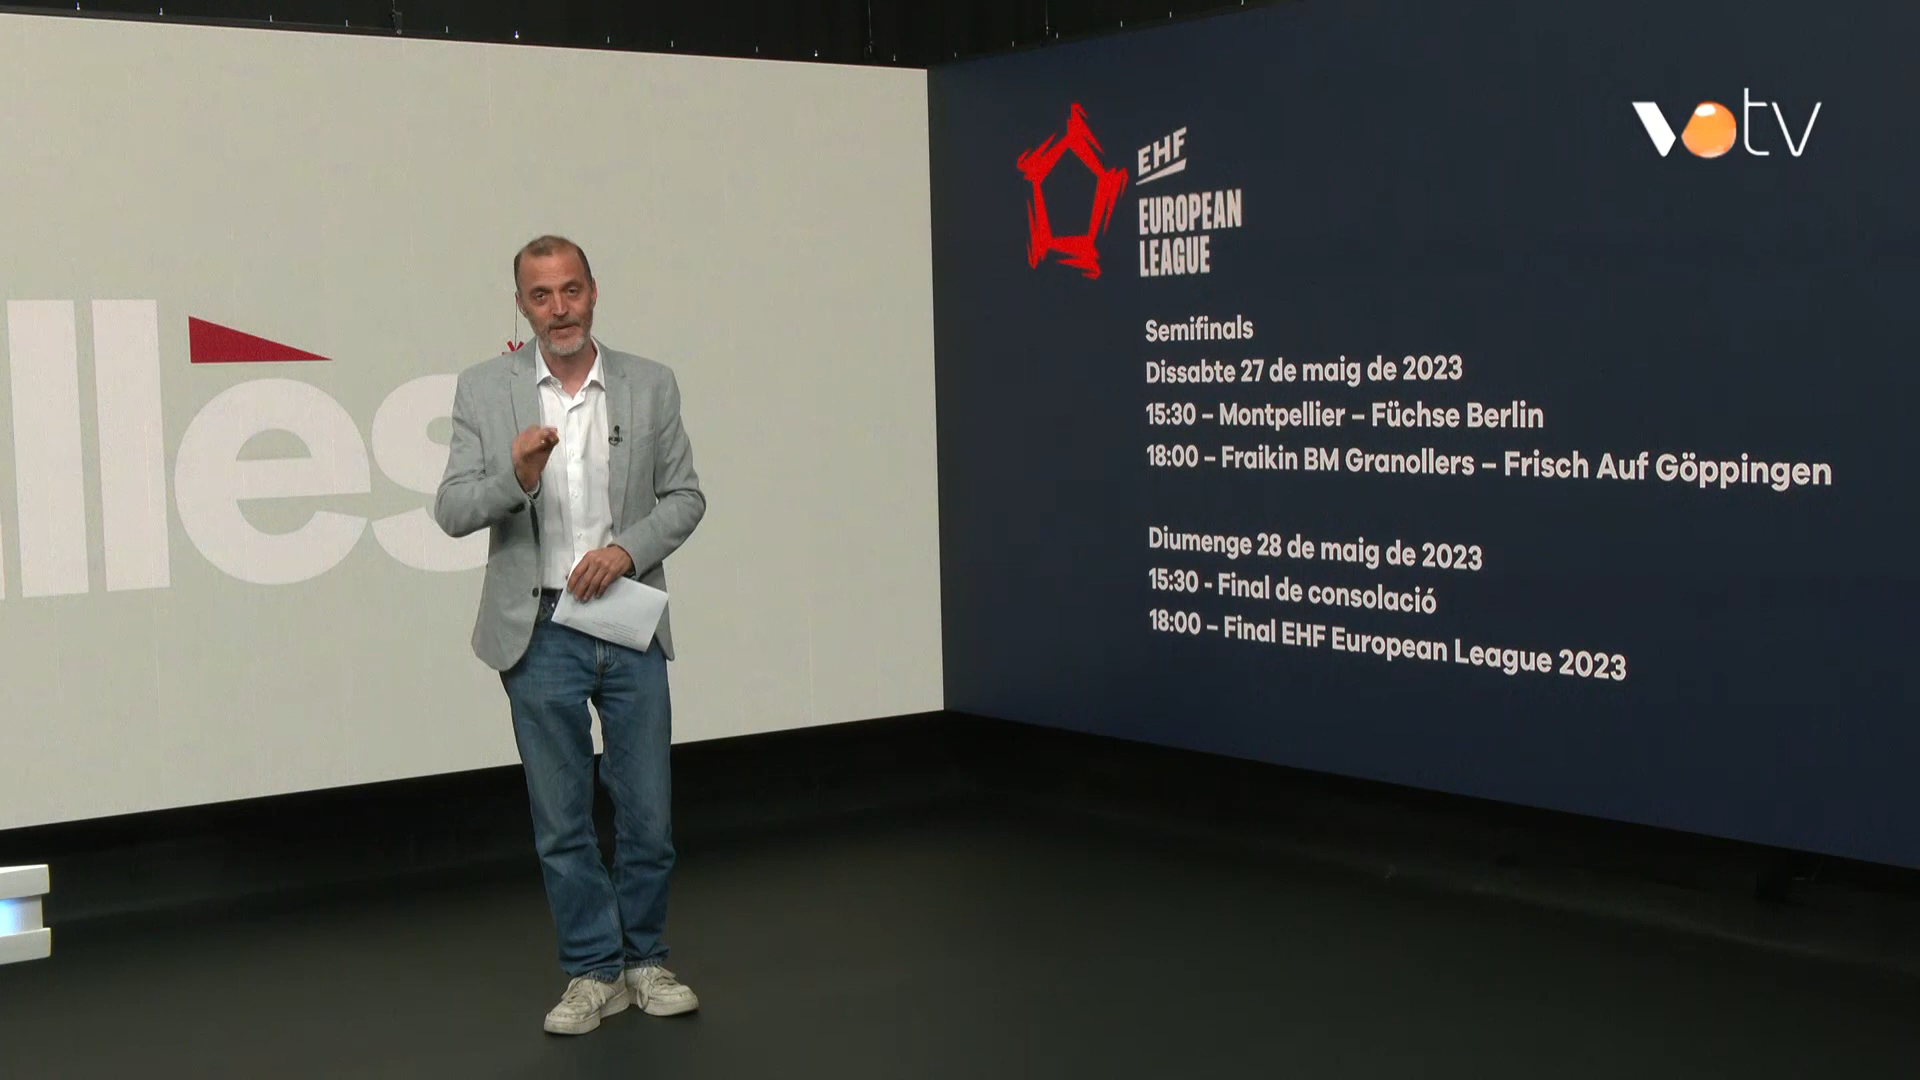 llès
votv
EHF
EUROPEAN
LEAGUE
Semifinals
Dissabte 27 de maig de 2023
15:30 – Montpellier – Füchse Berlin
18:00 – Fraikin BM Granollers – Frisch Auf Göppingen
Diumenge 28 de maig de 2023
15:30 - Final de consolació
18:00 – Final EHF European League 2023